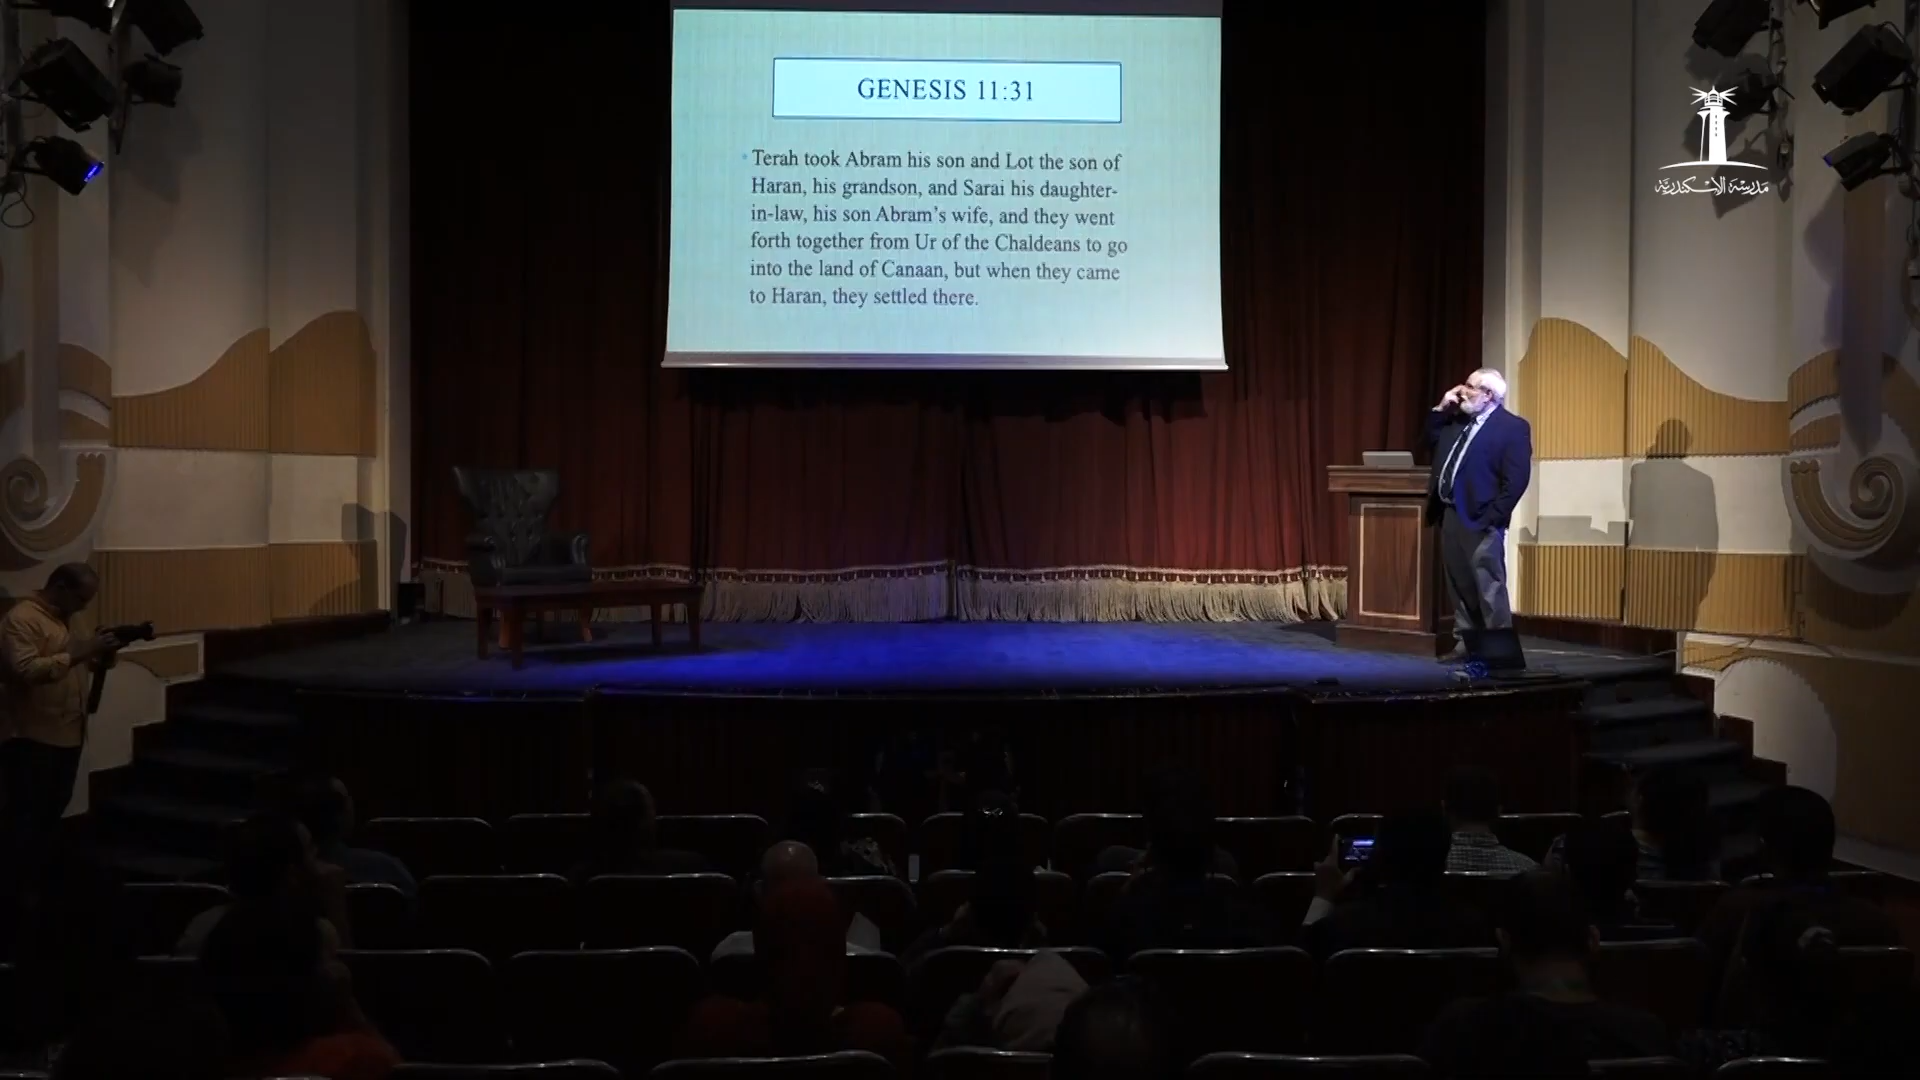 GENESIS 11:31
Terah took Abram his son and Lot the son of
Haran, his grandson, and Sarai his daughter-
in-law, his son Abram's wife, and they went
forth together from Ur of the Chaldeans to go
into the land of Canaan, but when they came
to Haran, they settled there.
مدرسة الإسكندرية